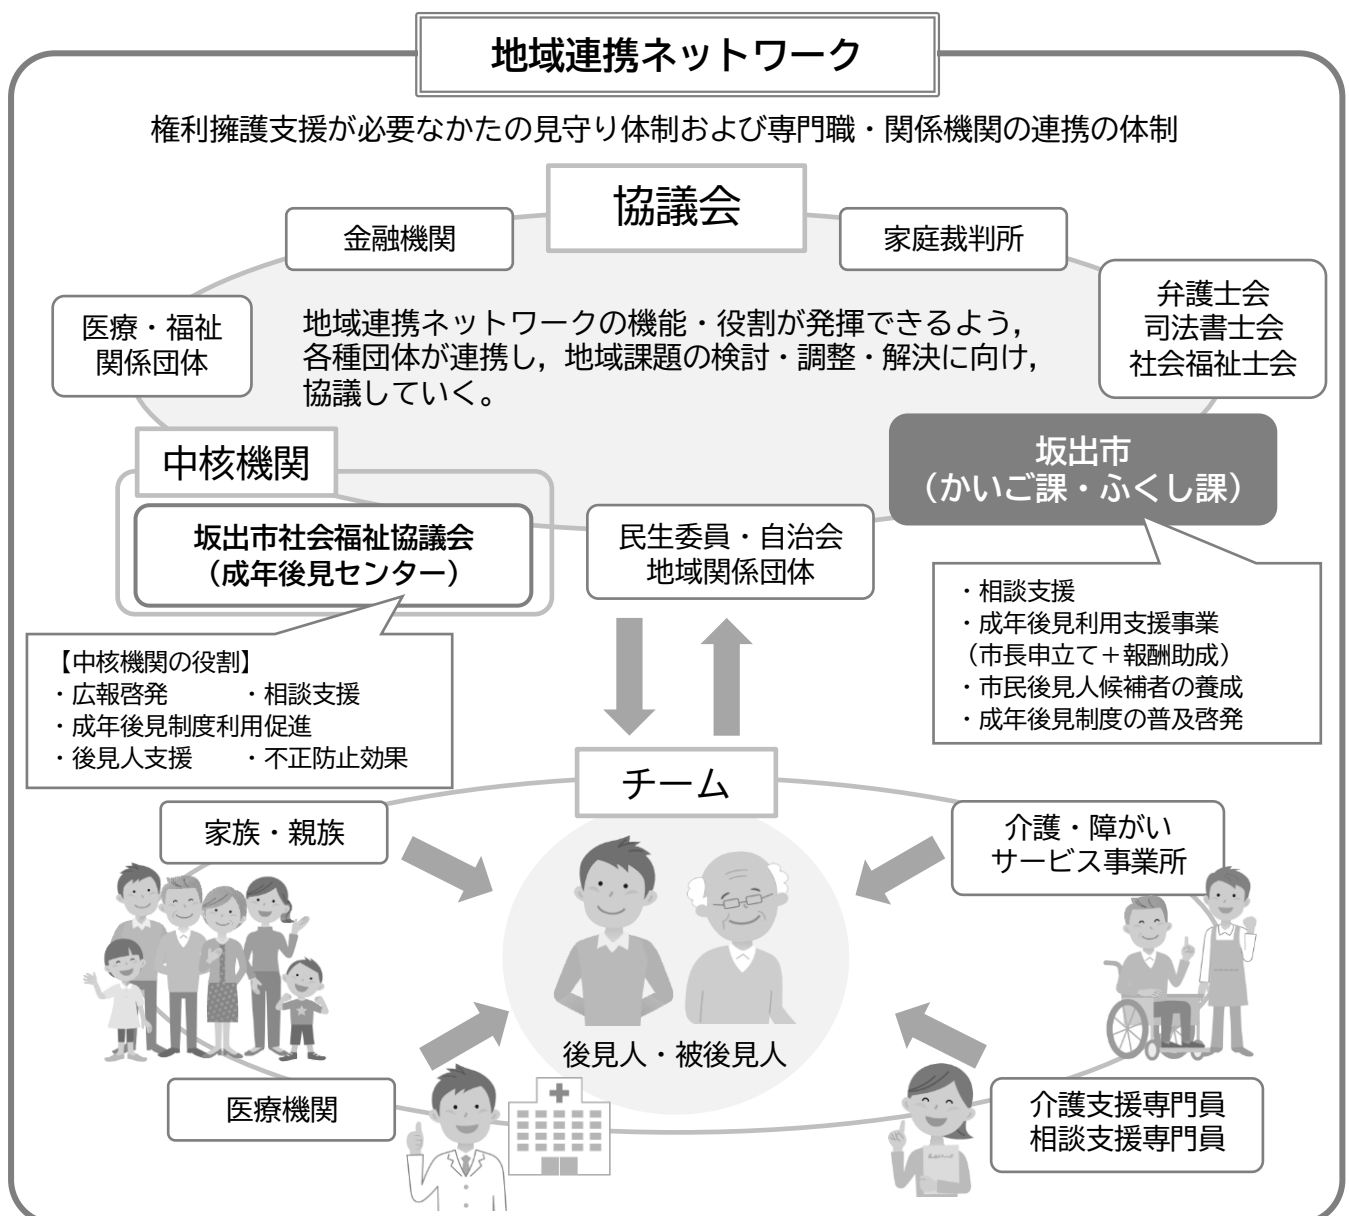 地域連携ネットワーク
権利擁護支援が必要なかたの見守り体制および専門職・関係機関の連携の体制
協議会
金融機関
家庭裁判所
医療・福祉
関係団体
弁護士会
司法書士会
社会福祉士会
地域連携ネットワークの機能・役割が発揮できるよう，
各種団体が連携し，地域課題の検討・調整・解決に向け，
協議していく。
中核機関
坂出市社会福祉協議会
（成年後見センター）
民生委員・自治会
地域関係団体
坂出市
（かいご課・ふくし課）
【中核機関の役割】
・広報啓発　　・相談支援
・成年後見制度利用促進
・後見人支援　・不正防止効果
・相談支援
・成年後見利用支援事業
（市長申立て＋報酬助成）
・市民後見人候補者の養成
・成年後見制度の普及啓発
チーム
家族・親族
介護・障がい
サービス事業所
後見人・被後見人
医療機関
介護支援専門員
相談支援専門員